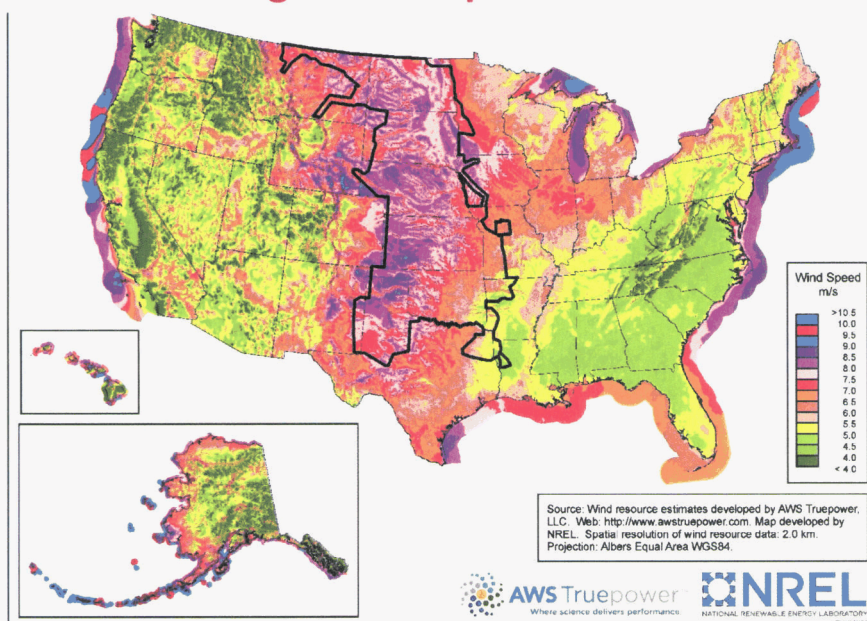 Wind Speed
m/s
>10.5
10.0
9.5
9.0
8.5
8.0
7.5
7.0
6.5
6.0
5.5
5.0
4.5
4.0
< 4.0
Source: Wind resource estimates developed by AWS Truepower,
LLC. Web: http://www.awstruepower.com. Map developed by
NREL. Spatial resolution of wind resource data: 2.0 km.
Projection: Albers Equal Area WGS84.
AWS Truepower
Where science delivers performance.
NREL
NATIONAL RENEWABLE ENERGY LABORATORY